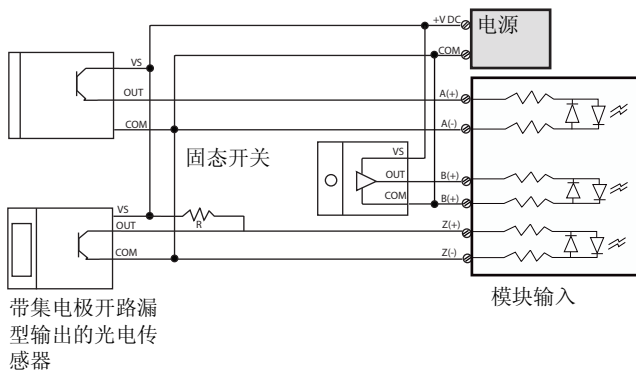 +V DC
电源
COM
VS
OUT
A(+)
COM
A(-)
固态开关
VS
OUT
B(+)
COM
B(+)
VS
R
OUT
Z(+)
COM
Z(-)
模块输入
带集电极开路漏
型输出的光电传
感器